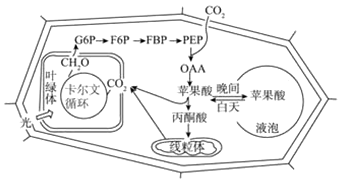 CO₂
G6P→F6P→FBP→PEP
CH₂O
OAA
叶绿体
卡尔文
循环
CO₂
苹果酸
晚间
白天
苹果酸
光
丙酮酸
液泡
线粒体